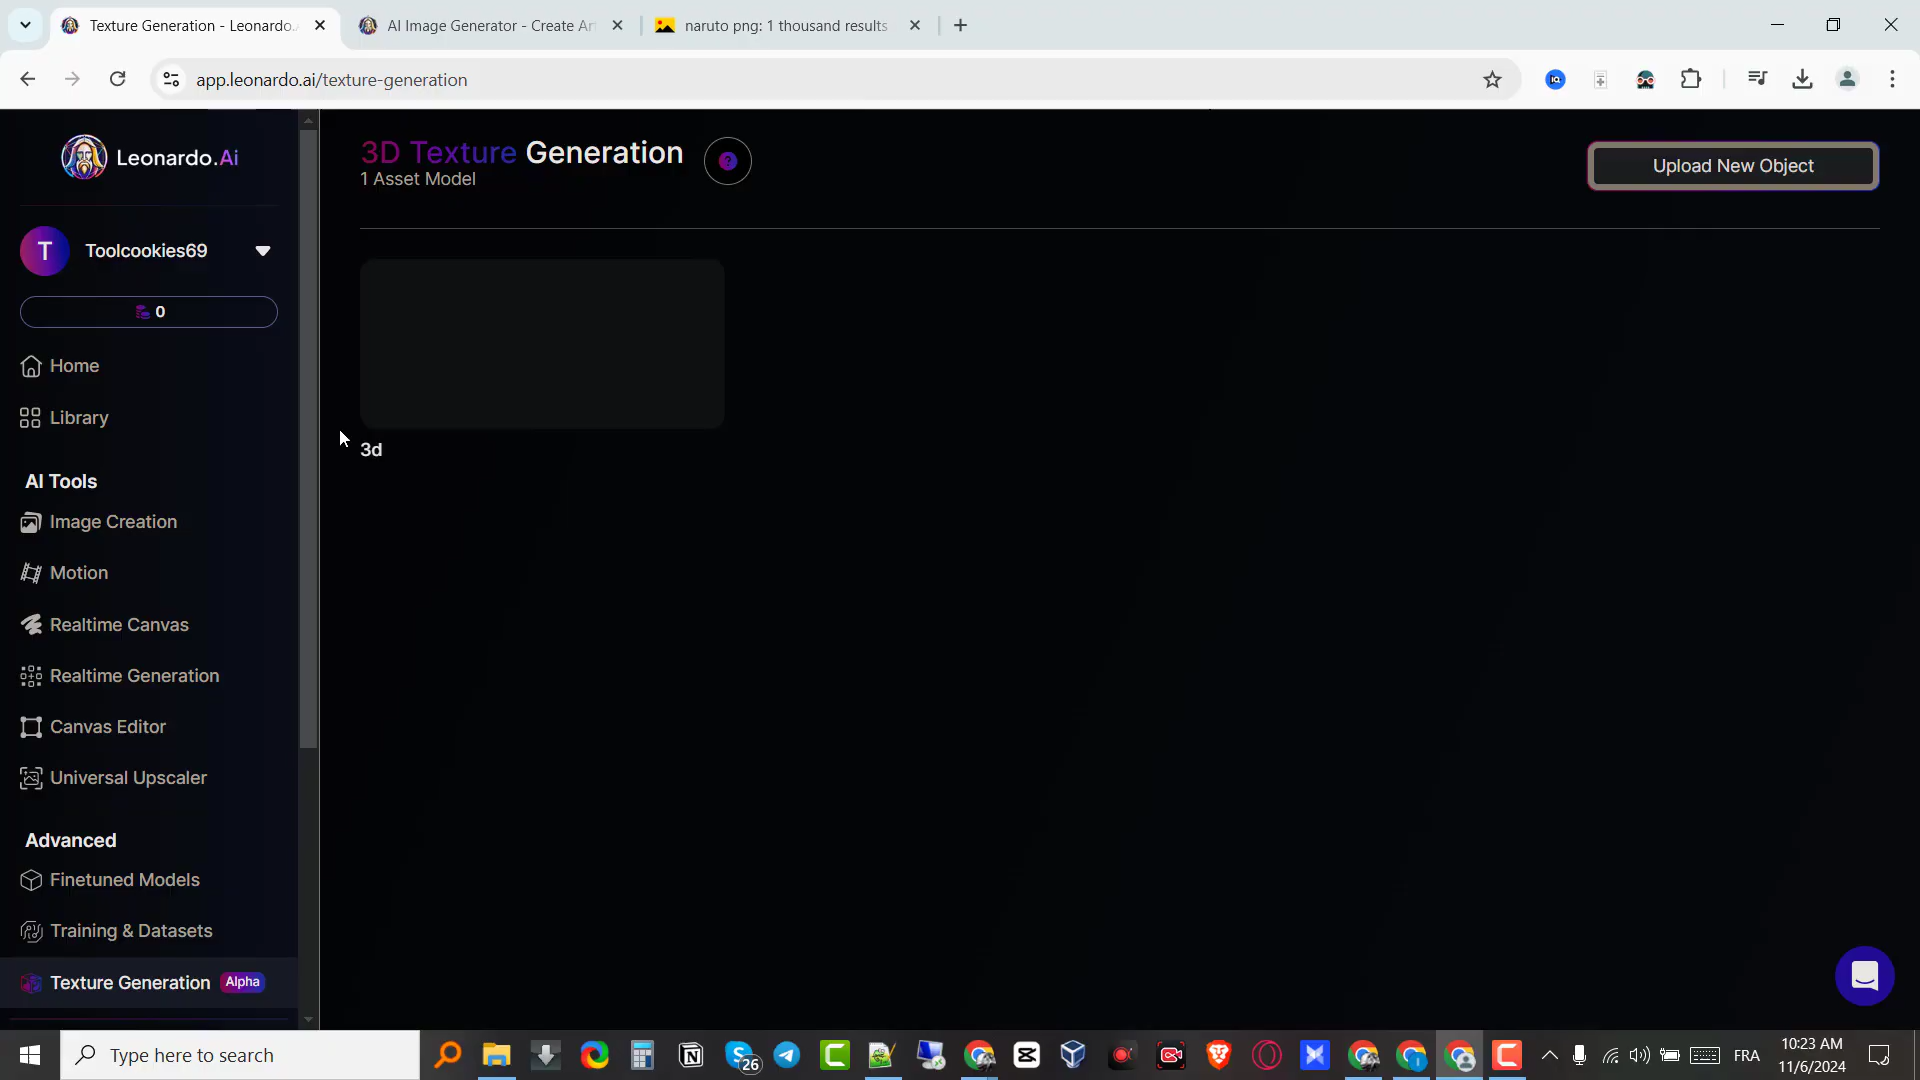 Texture Generation - Leonardo.
AI Image Generator - Create Ar
naruto png: 1 thousand results
app.leonardo.ai/texture-generation
Leonardo.Ai
T
Toolcookies69
0
Home
Library
AI Tools
Image Creation
Motion
Realtime Canvas
Realtime Generation
Canvas Editor
Universal Upscaler
Advanced
Finetuned Models
Training & Datasets
Texture Generation Alpha
3D Texture Generation
?
1 Asset Model
Upload New Object
3d
Type here to search
26
FRA
10:23 AM
11/6/2024